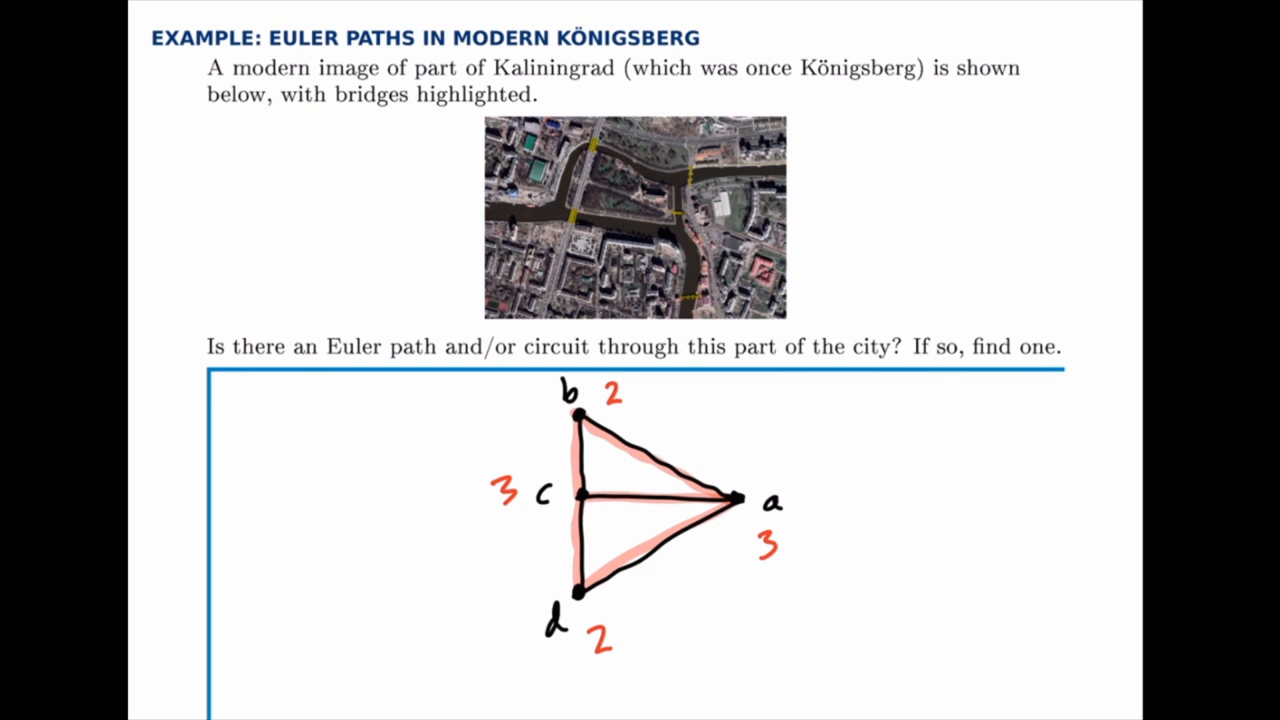 EXAMPLE: EULER PATHS IN MODERN KÖNIGSBERG
A modern image of part of Kaliningrad (which was once Königsberg) is shown
below, with bridges highlighted.
Is there an Euler path and/or circuit through this part of the city? If so, find one.
b 2
3 c a
3
d 2